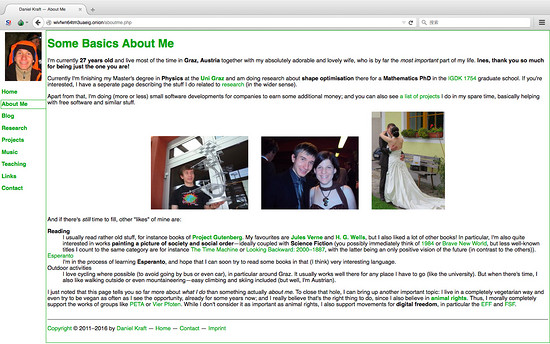 Daniel Kraft — About Me
Daniel Kraft — About Me
搜索
Some Basics About Me
I'm currently 27 years old and live most of the time in Graz, Austria together with my absolutely adorable and lovely wife, who is by far the most important part of my life. Ines, thank you so much
for being just the one you are!
Currently I'm finishing my Master's degree in Physics at the Uni Graz and am doing research about shape optimisation there for a Mathematics PhD in the IGDK 1754 graduate school. If you're
interested, I have a seperate page describing the stuff I do related to research (in the wider sense).
Apart from that, I'm doing (more or less) small software developments for companies to earn some additional money; and you can also see a list of projects I do in my spare time, basically helping
with free software and similar stuff.
Home
About Me
Blog
Research
Projects
Music
Teaching
Links
Contact
And if there's still time to fill, other "likes" of mine are:
Reading
I usually read rather old stuff, for instance books of Project Gutenberg. My favourites are Jules Verne and H. G. Wells, but I also liked a lot of other books! In particular, I'm also quite
interested in works painting a picture of society and social order—ideally coupled with Science Fiction (you possibly immediately think of 1984 or Brave New World, but less well-known
titles I count to the same category are for instance The Time Machine or Looking Backward: 2000–1887, with the latter being an only positive vision of the future (in contrast to the others)).
Esperanto
I'm in the process of learning Esperanto, and hope that I can soon try to read some books in that (I think) very interesting language.
Outdoor activities
I love cycling where possible (to avoid going by bus or even car), in particular around Graz. It usually works well there for any place I have to go (like the university). But when there's time, I
also like walking outside or even mountaineering—easy climbing and skiing included (but well, I'm Austrian).
I just noted that this page tells you so far more about what I do than something actually about me. To close that hole, I can bring up another important topic: I live in a completely vegetarian way and
even try to be vegan as often as I see the opportunity, already for some years now; and I really believe that's the right thing to do, since I also believe in animal rights. Thus, I morally completely
support the works of groups like PETA or Vier Pfoten. While I don't consider it as important as animal rights, I also support movements for digital freedom, in particular the EFF and FSF.
Copyright © 2011–2016 by Daniel Kraft — Home — Contact — Imprint